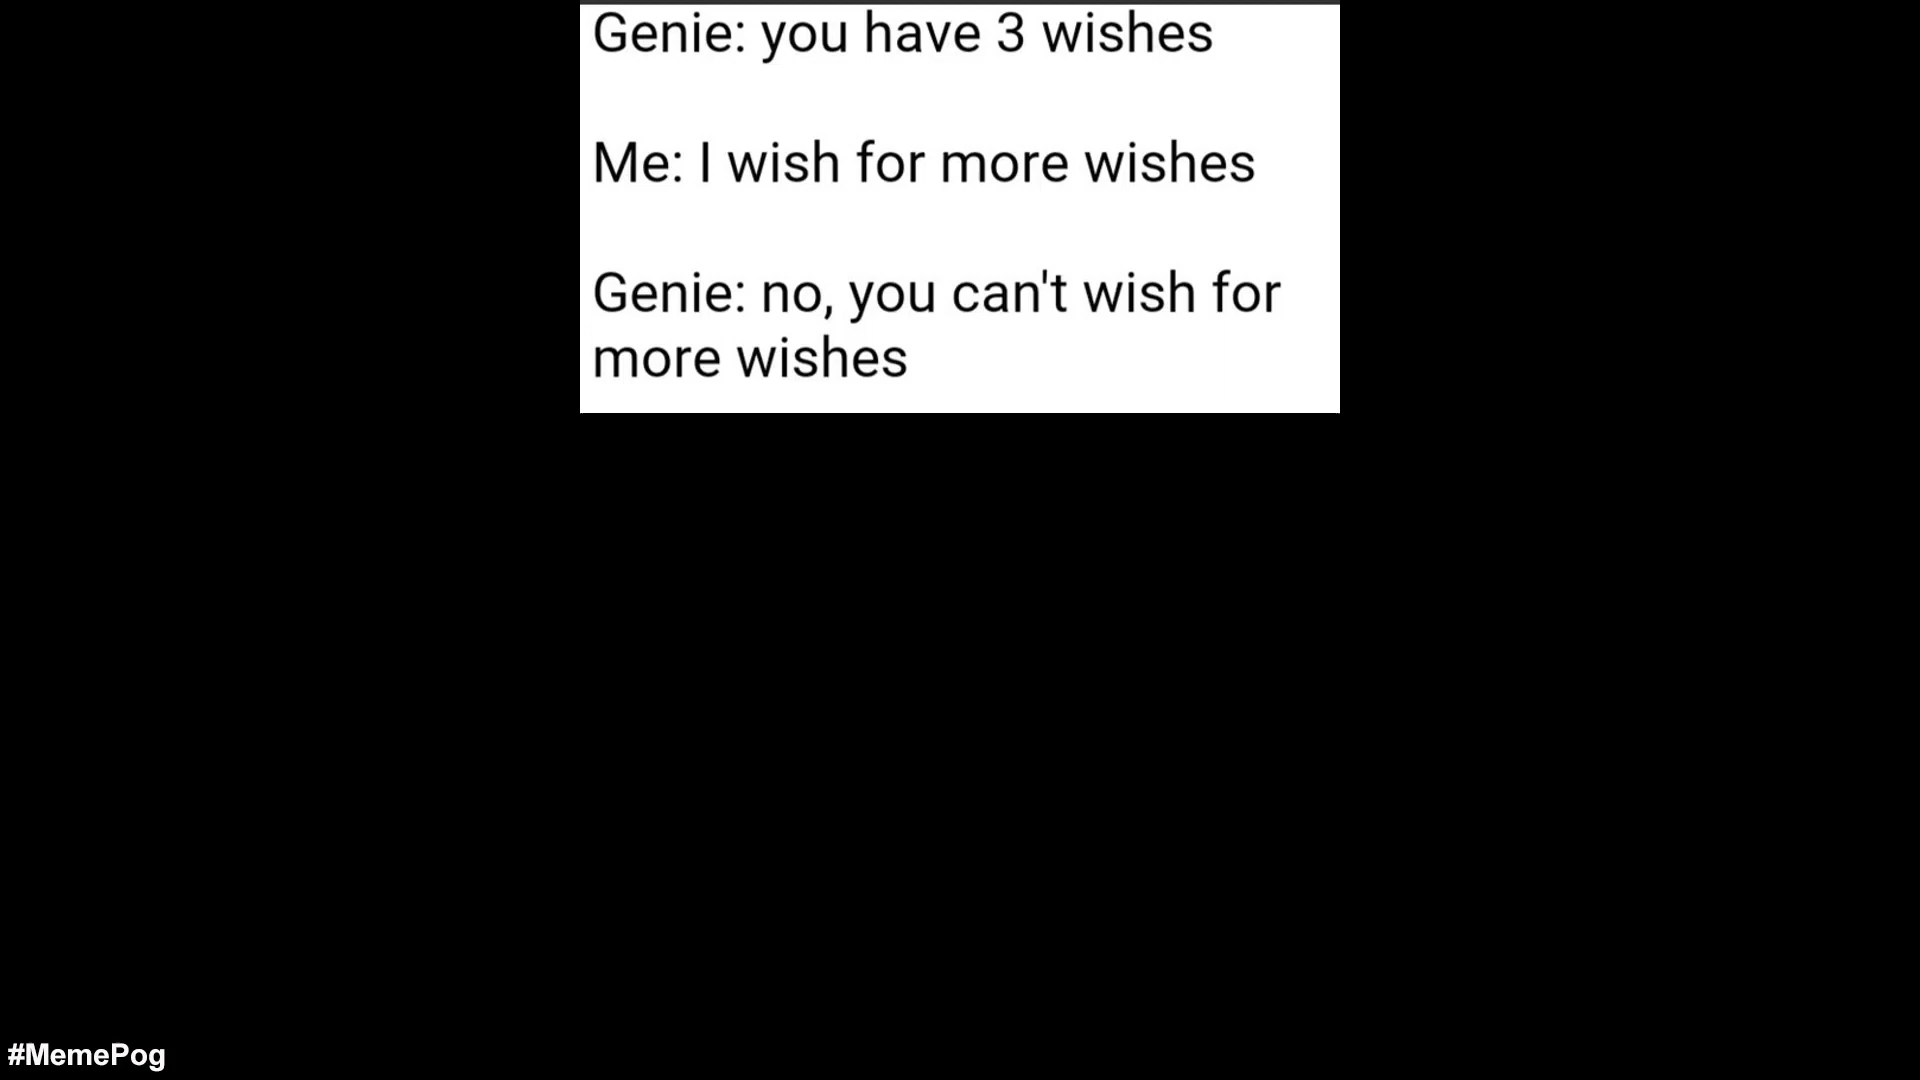 Genie: you have 3 wishes
Me: I wish for more wishes
Genie: no, you can't wish for
more wishes
#MemePog